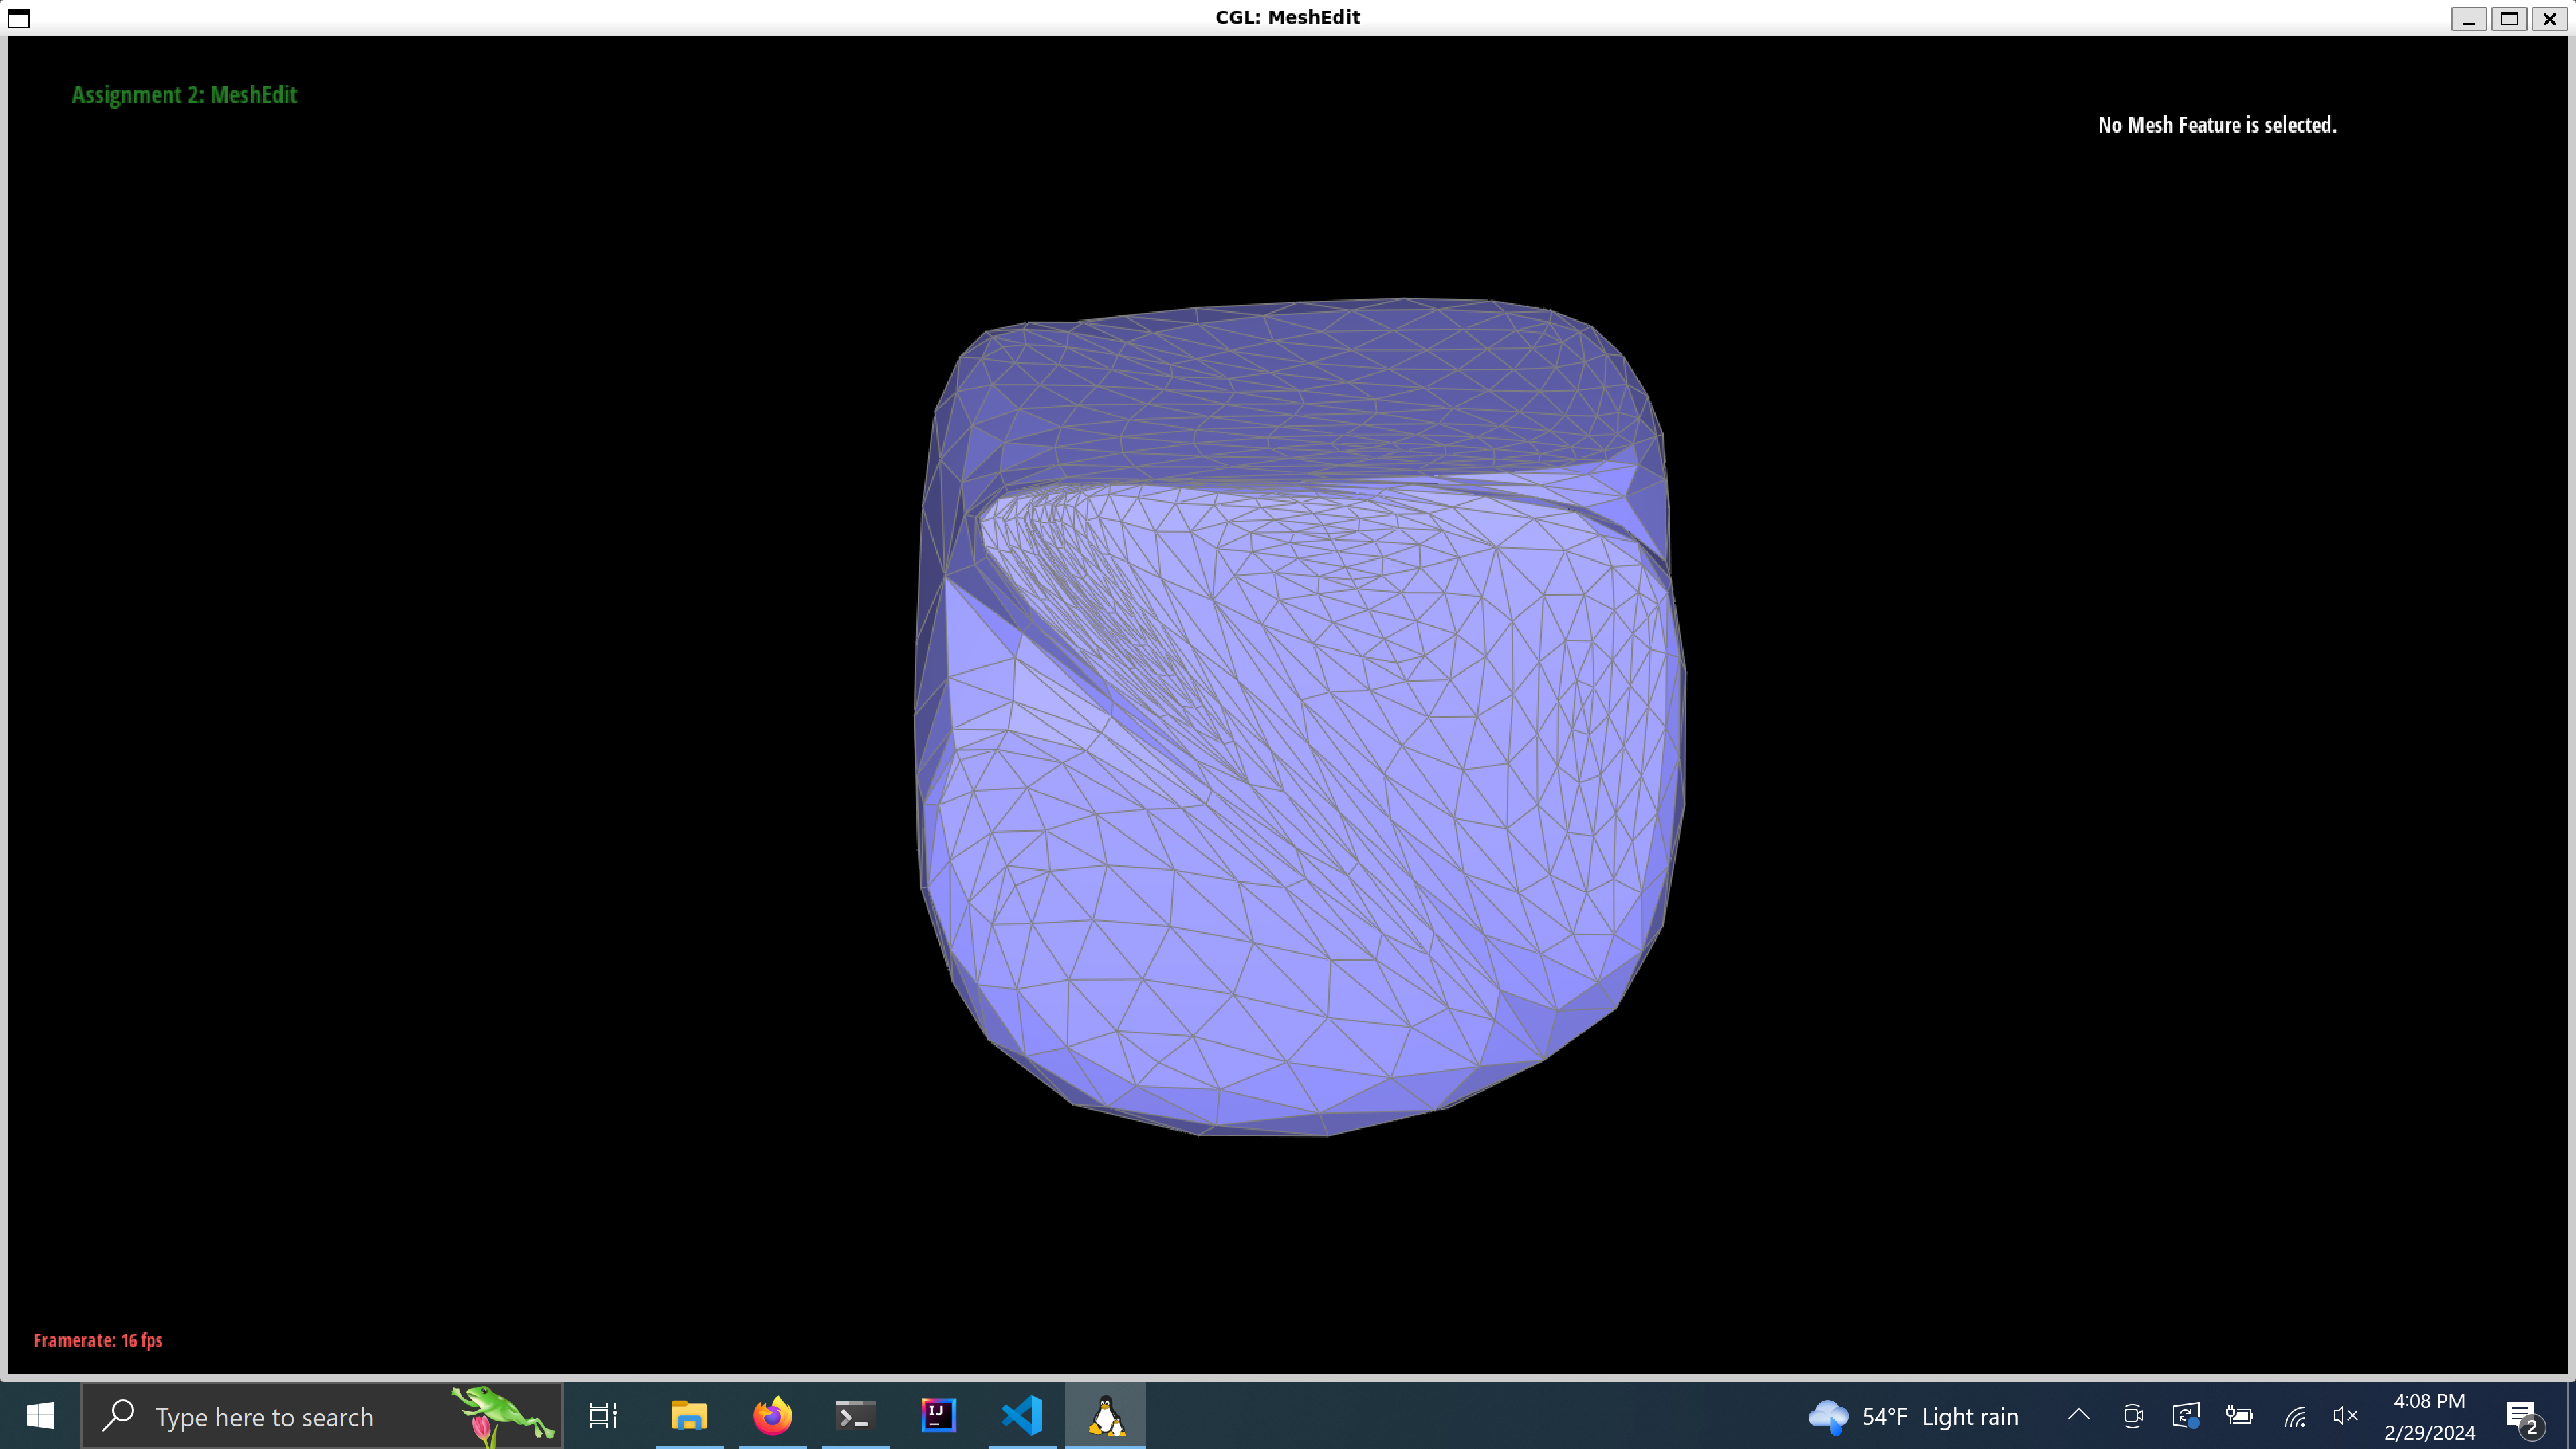 CGL: MeshEdit
Assignment 2: MeshEdit
No Mesh Feature is selected.
Framerate: 16 fps
Type here to search
IJ
54°F Light rain
4:08 PM
2/29/2024
2